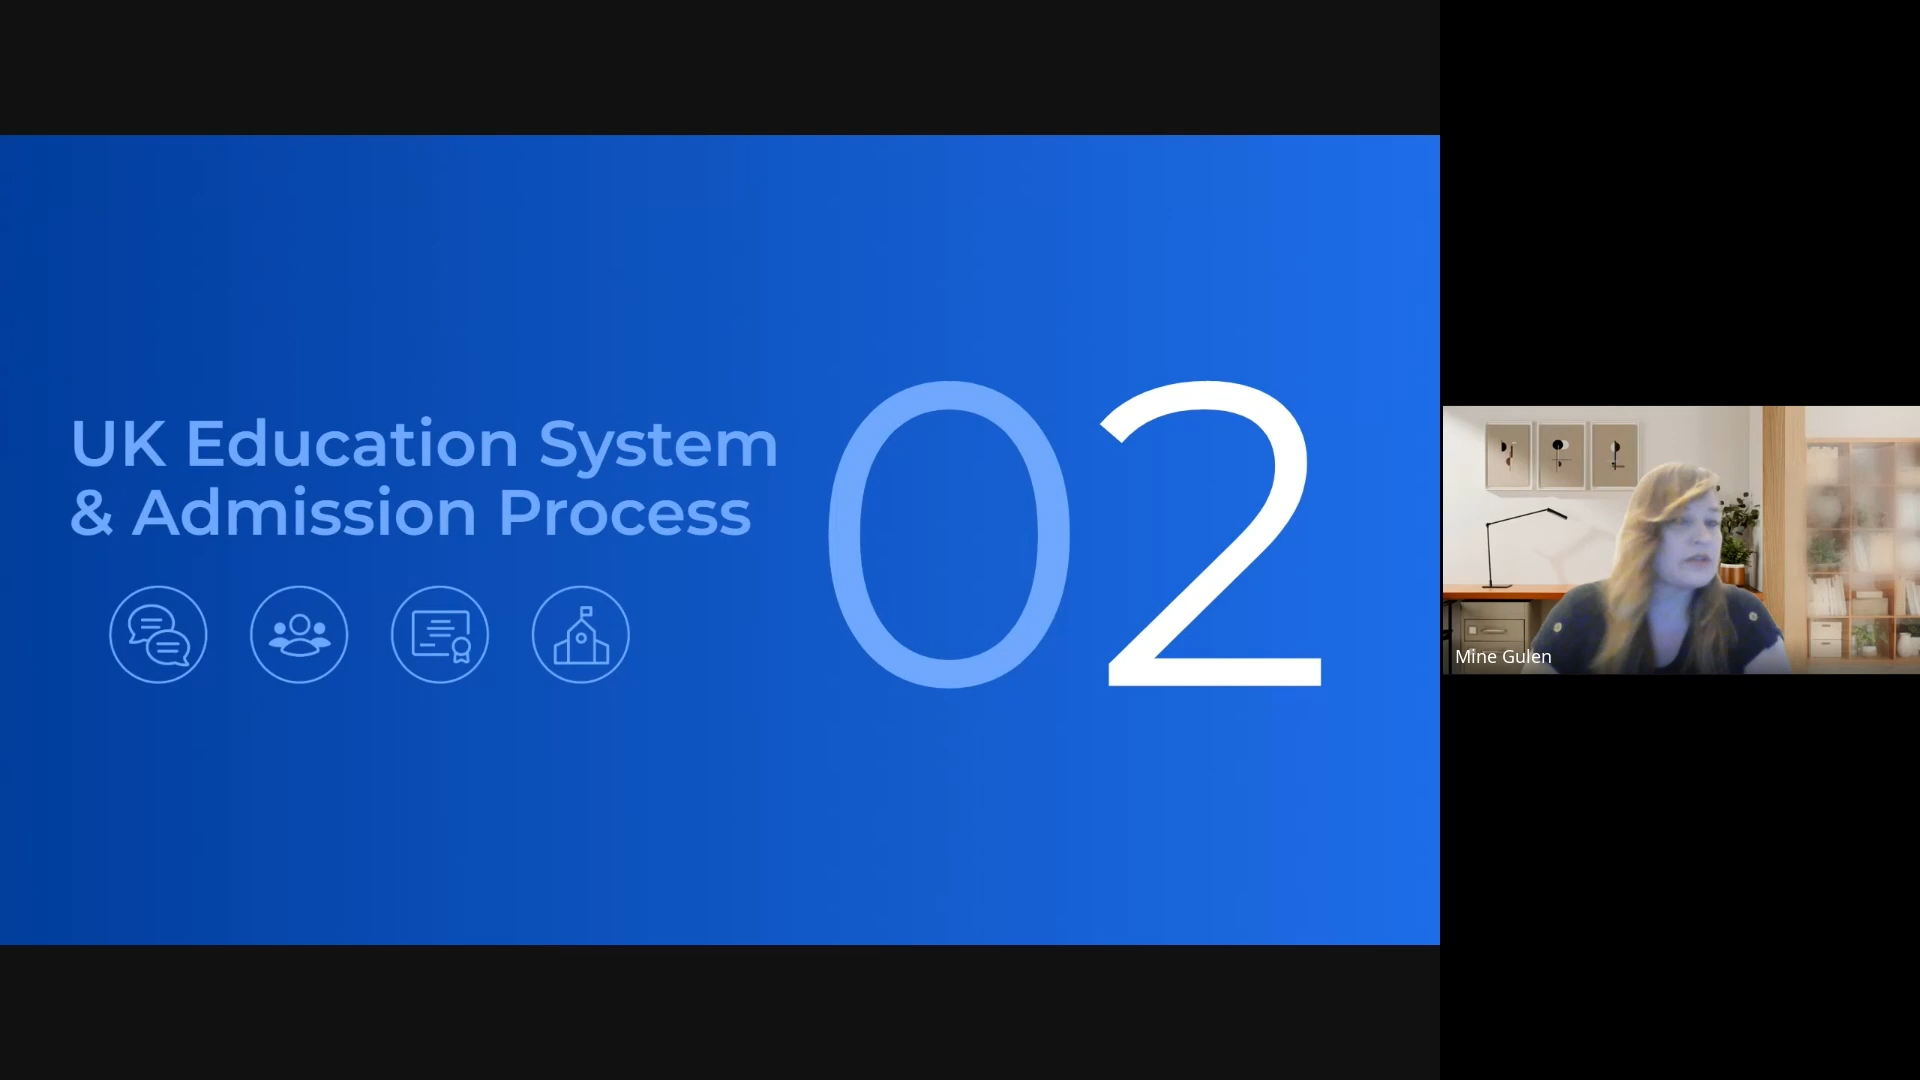 UK Education System
& Admission Process
02
Mine Gulen